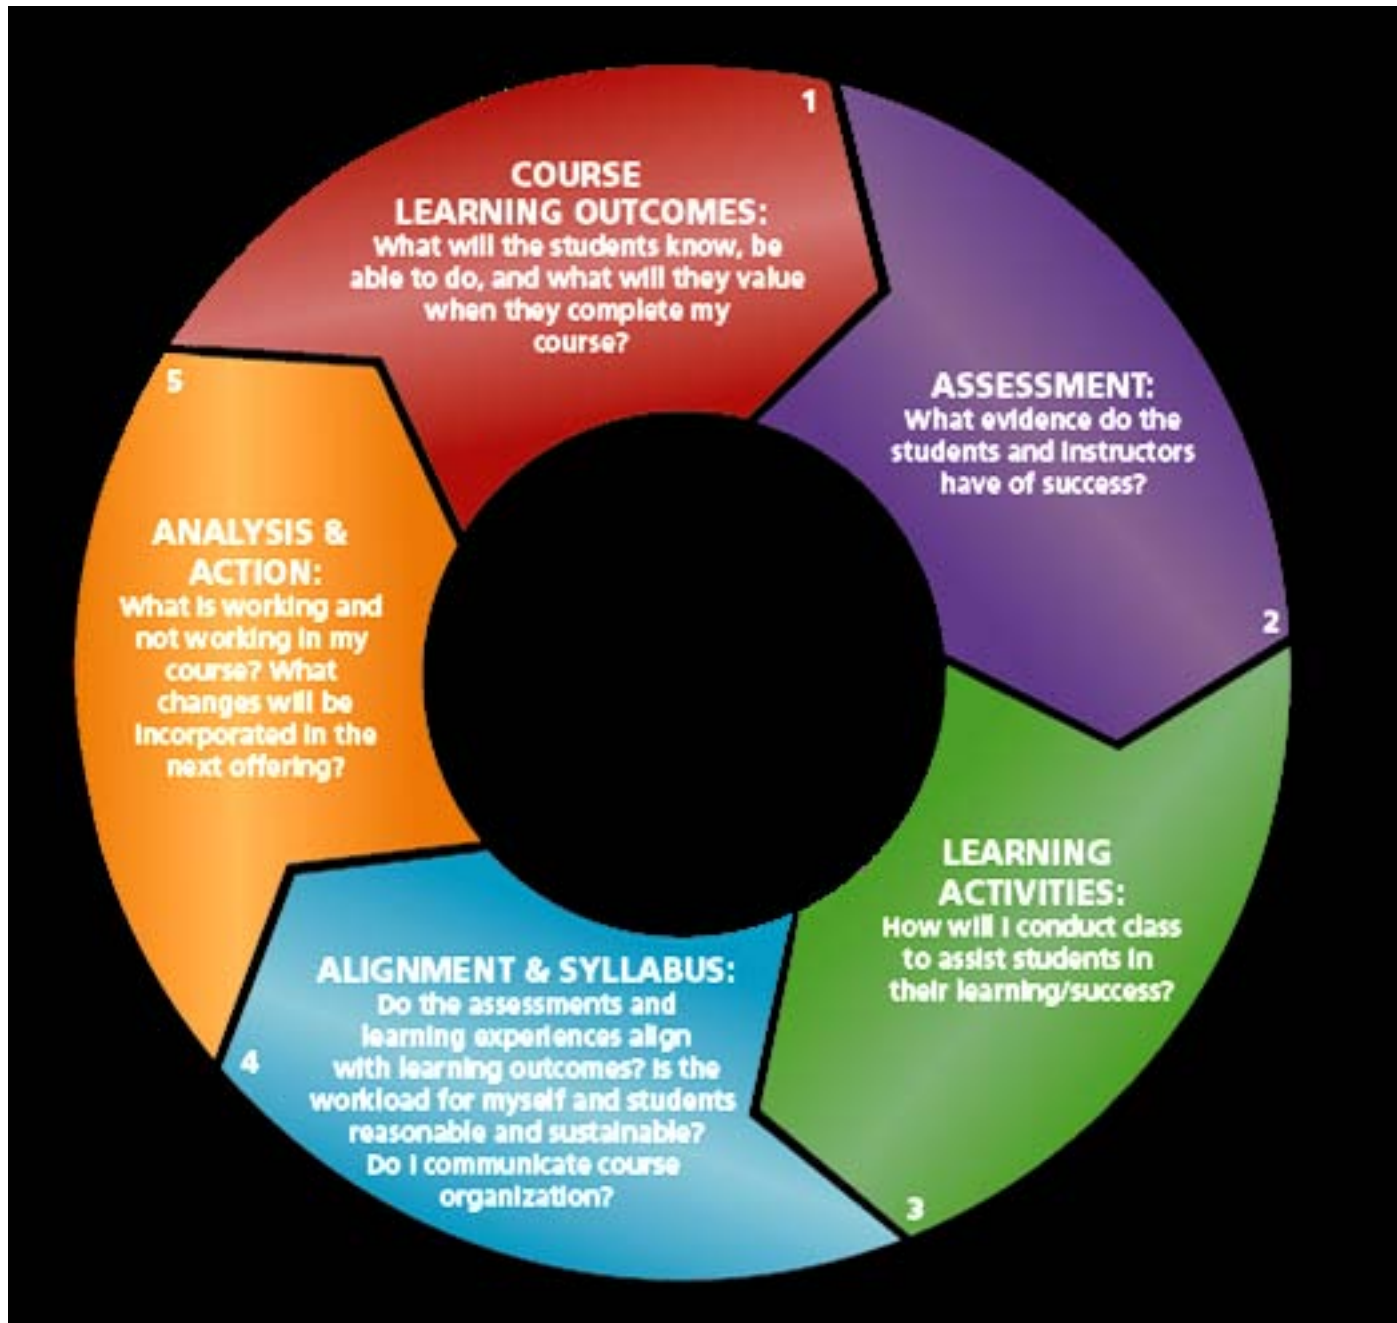 1
COURSE
LEARNING OUTCOMES:
What will the students know, be
able to do, and what will they value
when they complete my
course?
ASSESSMENT:
What evidence do the
students and instructors
have of success?
2
LEARNING
ACTIVITIES:
How will I conduct class
to assist students in
their learning/success?
3
ALIGNMENT & SYLLABUS:
Do the assessments and
learning experiences align
with learning outcomes? Is the
workload for myself and students
reasonable and sustainable?
Do I communicate course
organization?
4
5
ANALYSIS &
ACTION:
What is working and
not working in my
course? What
changes will be
incorporated in the
next offering?